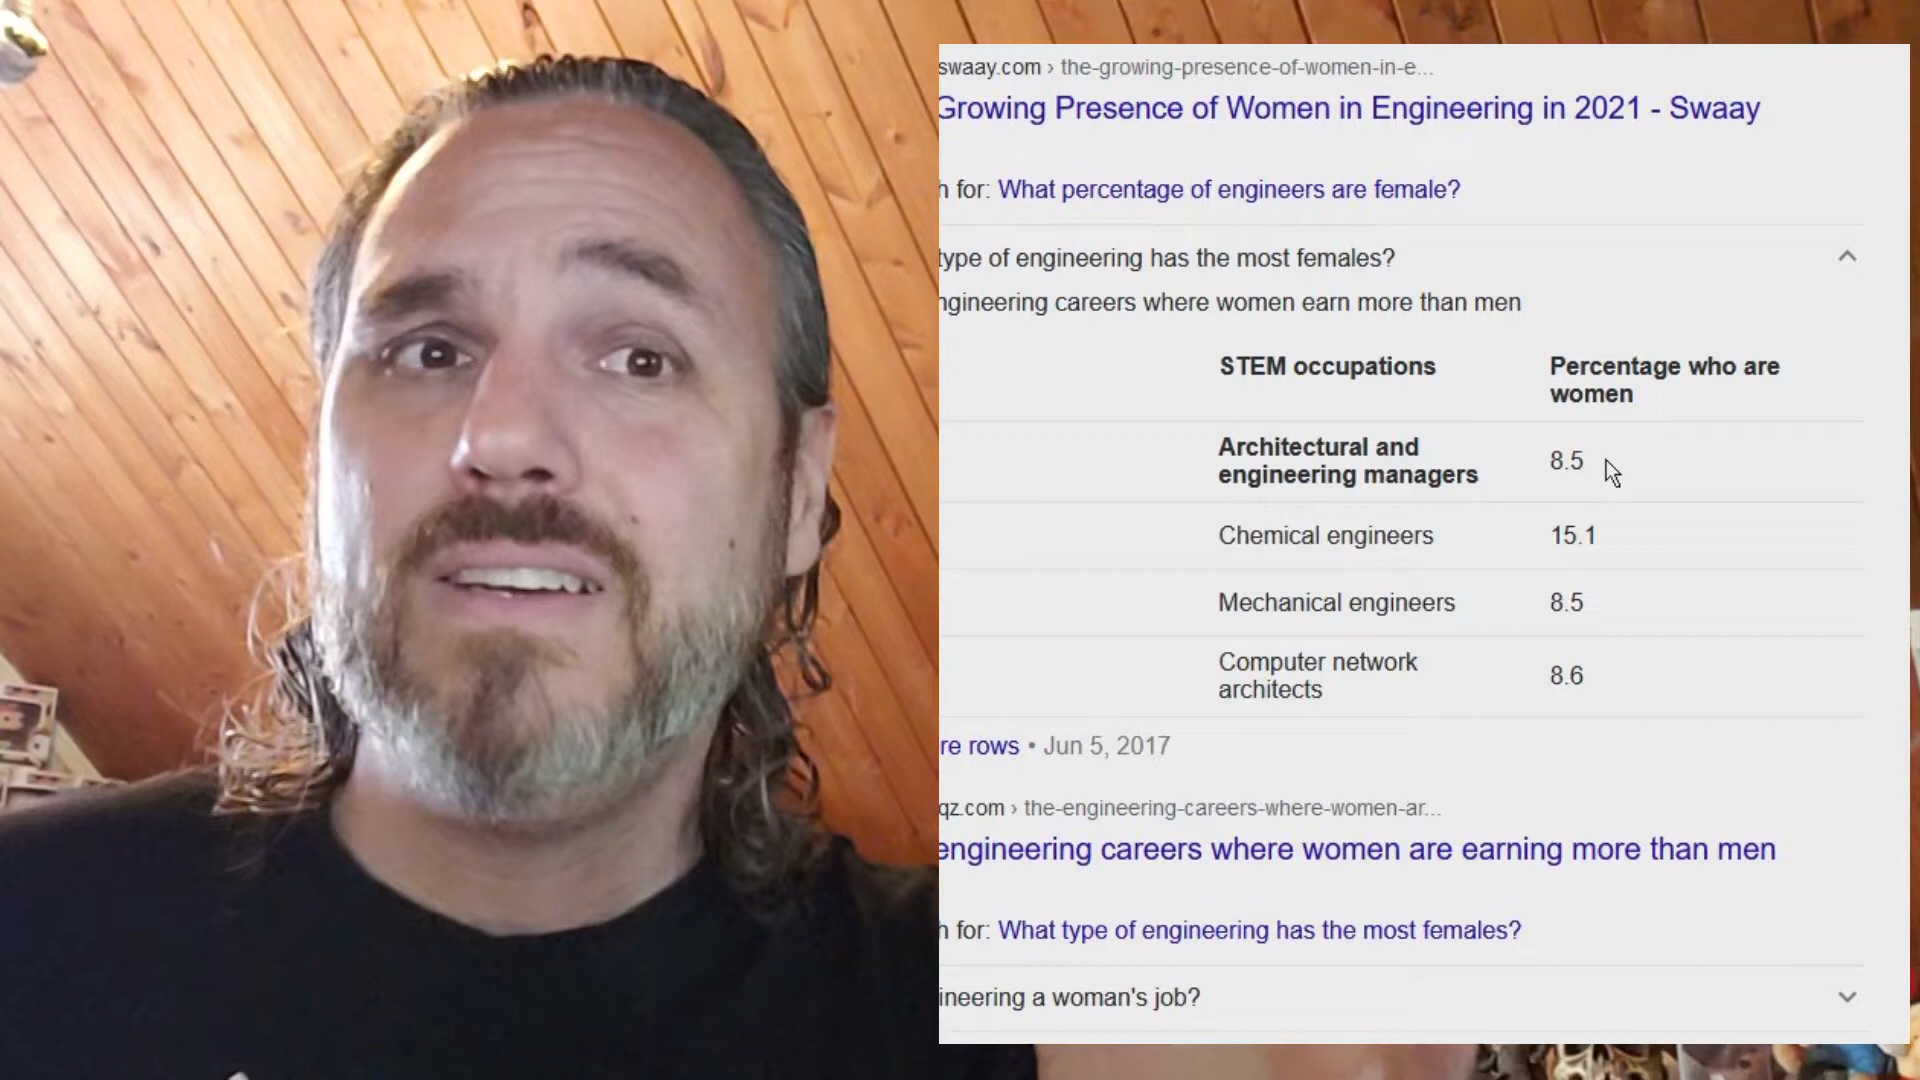 swaay.com › the-growing-presence-of-women-in-e...
Growing Presence of Women in Engineering in 2021 - Swaay
h for: What percentage of engineers are female?
type of engineering has the most females?
ngineering careers where women earn more than men
STEM occupations
Percentage who are
women
Architectural and
engineering managers
8.5
Chemical engineers
15.1
Mechanical engineers
8.5
Computer network
architects
8.6
re rows • Jun 5, 2017
qz.com › the-engineering-careers-where-women-ar...
engineering careers where women are earning more than men
h for: What type of engineering has the most females?
ineering a woman's job?